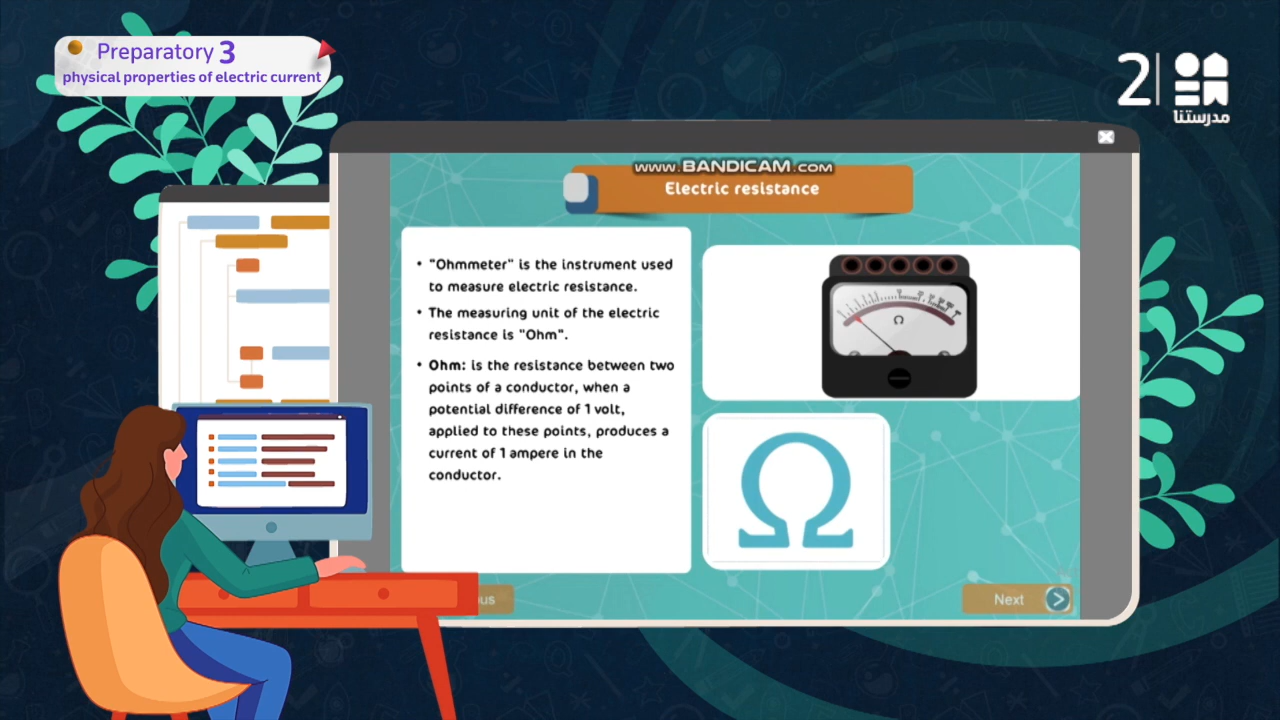 Preparatory 3
physical properties of electric current
2
مدرستنا
www.BANDICAM.com
Electric resistance
• "Ohmmeter" is the instrument used
to measure electric resistance.
• The measuring unit of the electric
resistance is "Ohm".
• Ohm: is the resistance between two
points of a conductor, when a
potential difference of 1 volt,
applied to these points, produces a
current of 1 ampere in the
conductor.
Ω
Ω
us
Next